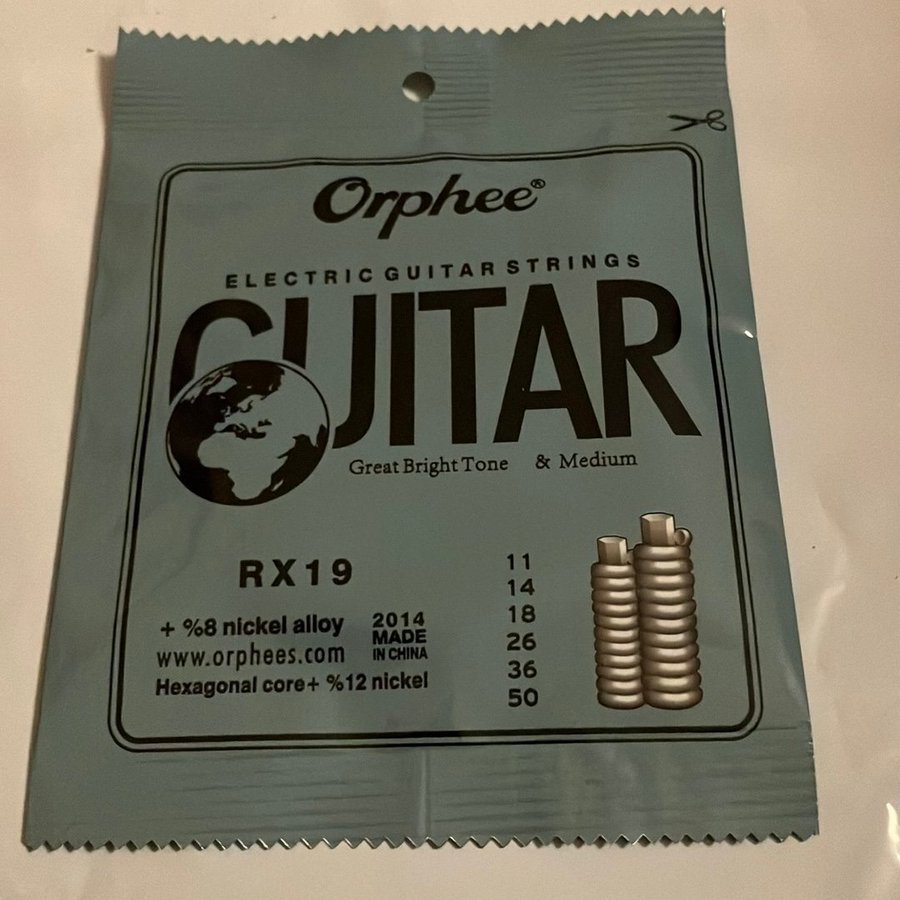 Orphee®
ELECTRIC GUITAR STRINGS
GUITAR
Great Bright Tone & Medium
RX19
+ %8 nickel alloy
www.orphees.com
2014
MADE
IN CHINA
Hexagonal core+ %12 nickel
11
14
18
26
36
50